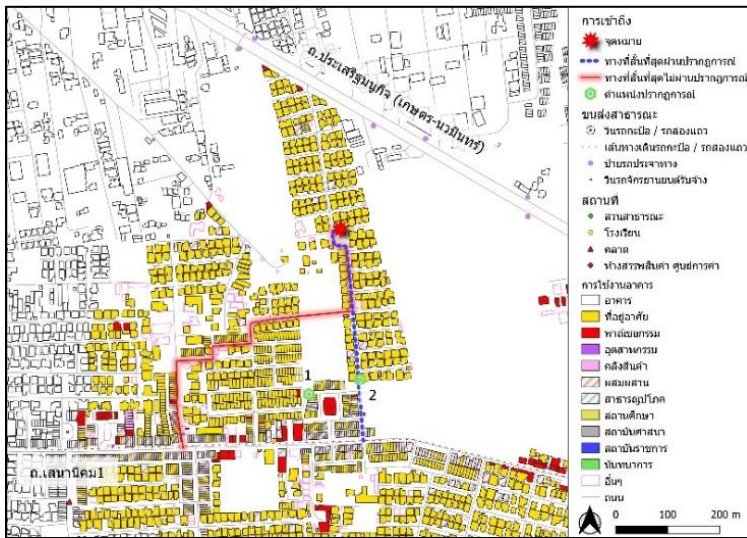 ถ.ประเสริฐมนูกิจ (เกษตร-นวมินทร์)
1
2
ถ.เสนานิคม1
การเข้าถึง
จุดหมาย
ทางที่สั้นที่สุดผ่านปรากฏการณ์
ทางที่สั้นที่สุดไม่ผ่านปรากฏการณ์
ตำแหน่งปรากฏการณ์
ขนส่งสาธารณะ
วินรถกะป๊อ / รถสองแถว
เส้นทางเดินรถกะป๊อ / รถสองแถว
ป้ายรถประจำทาง
วินรถจักรยานยนต์รับจ้าง
สถานที่
สวนสาธารณะ
โรงเรียน
ตลาด
ห้างสรรพสินค้า ศูนย์การค้า
การใช้งานอาคาร
อาคาร
ที่อยู่อาศัย
พาณิชยกรรม
อุตสาหกรรม
คลังสินค้า
ผสมผสาน
สาธารณูปโภค
สถานศึกษา
สถาบันศาสนา
สถาบันราชการ
นันทนาการ
อื่นๆ
ถนน
0 100 200 m